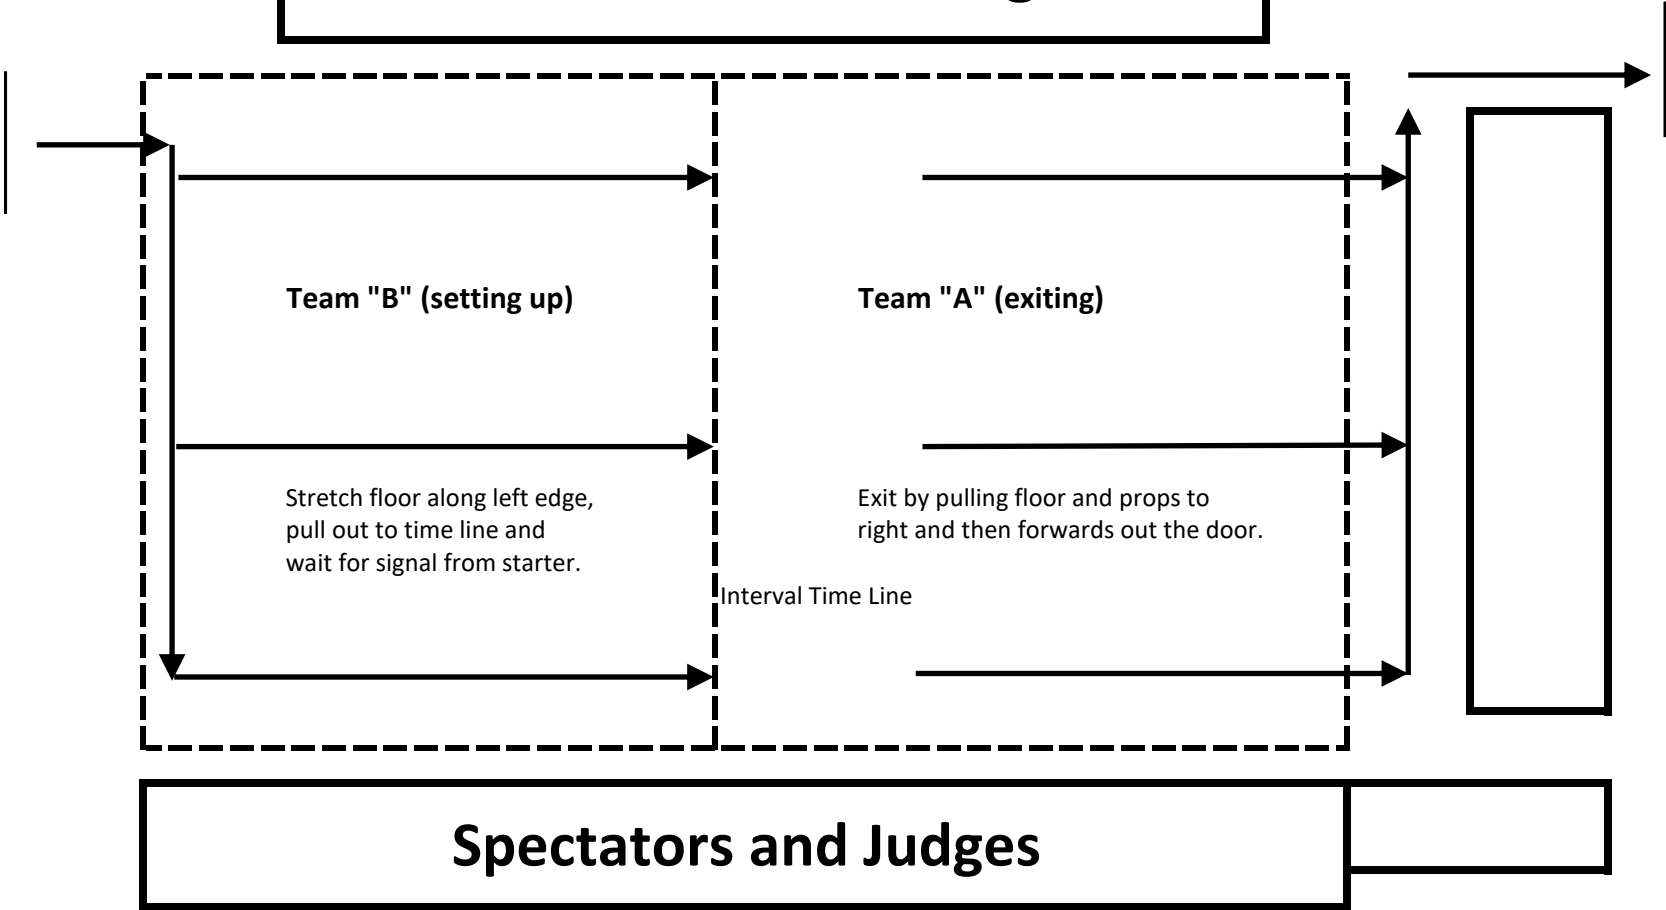 Team "B" (setting up)
Team "A" (exiting)
Stretch floor along left edge,
pull out to time line and
wait for signal from starter.
Exit by pulling floor and props to
right and then forwards out the door.
Interval Time Line
Spectators and Judges